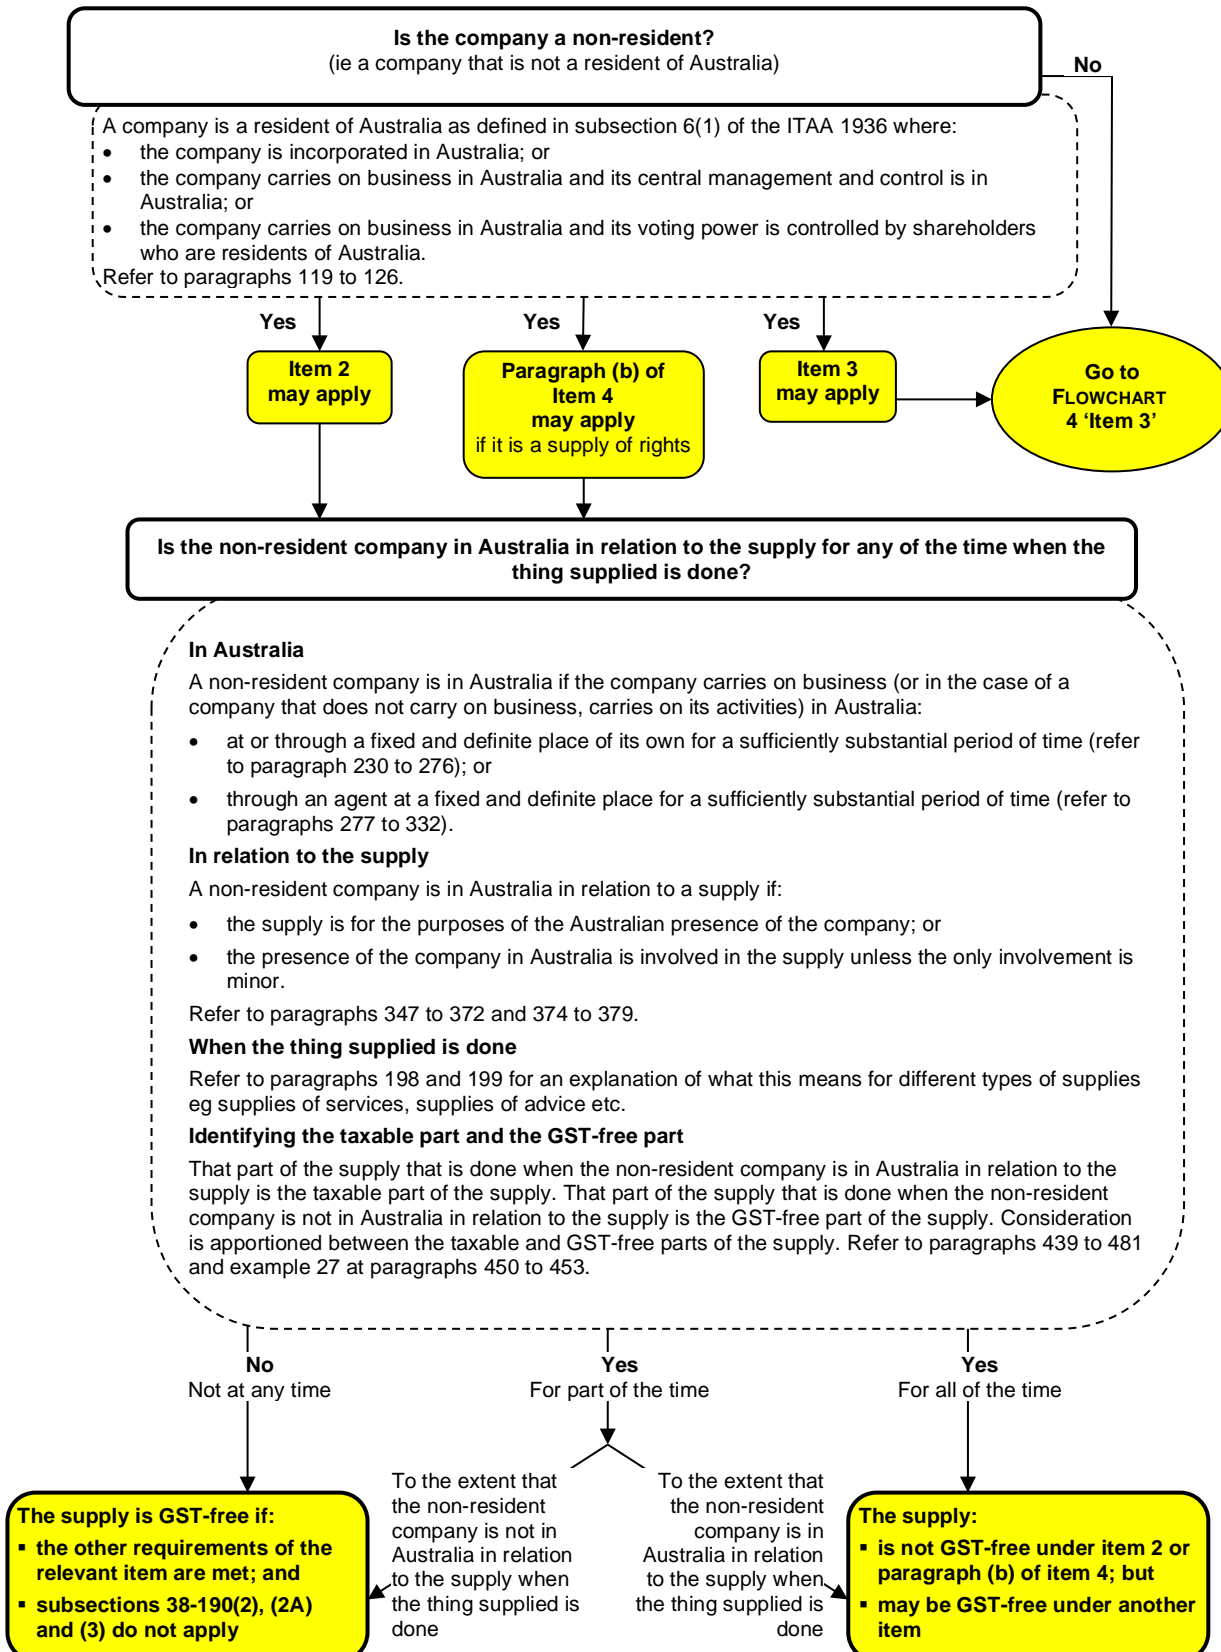 Is the company a non-resident?
(ie a company that is not a resident of Australia)
No
A company is a resident of Australia as defined in subsection 6(1) of the ITAA 1936 where:
• the company is incorporated in Australia; or
• the company carries on business in Australia and its central management and control is in
Australia; or
• the company carries on business in Australia and its voting power is controlled by shareholders
who are residents of Australia.
Refer to paragraphs 119 to 126.
Yes
Yes
Yes
Item 2
may apply
Paragraph (b) of
Item 4
may apply
if it is a supply of rights
Item 3
may apply
Go to
FLOWCHART
4 ‘Item 3’
Is the non-resident company in Australia in relation to the supply for any of the time when the
thing supplied is done?
In Australia
A non-resident company is in Australia if the company carries on business (or in the case of a
company that does not carry on business, carries on its activities) in Australia:
• at or through a fixed and definite place of its own for a sufficiently substantial period of time (refer
to paragraph 230 to 276); or
• through an agent at a fixed and definite place for a sufficiently substantial period of time (refer to
paragraphs 277 to 332).
In relation to the supply
A non-resident company is in Australia in relation to a supply if:
• the supply is for the purposes of the Australian presence of the company; or
• the presence of the company in Australia is involved in the supply unless the only involvement is
minor.
Refer to paragraphs 347 to 372 and 374 to 379.
When the thing supplied is done
Refer to paragraphs 198 and 199 for an explanation of what this means for different types of supplies
eg supplies of services, supplies of advice etc.
Identifying the taxable part and the GST-free part
That part of the supply that is done when the non-resident company is in Australia in relation to the
supply is the taxable part of the supply. That part of the supply that is done when the non-resident
company is not in Australia in relation to the supply is the GST-free part of the supply. Consideration
is apportioned between the taxable and GST-free parts of the supply. Refer to paragraphs 439 to 481
and example 27 at paragraphs 450 to 453.
No
Not at any time
Yes
For part of the time
Yes
For all of the time
The supply is GST-free if:
▪ the other requirements of the
relevant item are met; and
▪ subsections 38-190(2), (2A)
and (3) do not apply
To the extent that
the non-resident
company is not in
Australia in relation
to the supply when
the thing supplied is
done
To the extent that
the non-resident
company is in
Australia in relation
to the supply when
the thing supplied is
done
The supply:
▪ is not GST-free under item 2 or
paragraph (b) of item 4; but
▪ may be GST-free under another
item